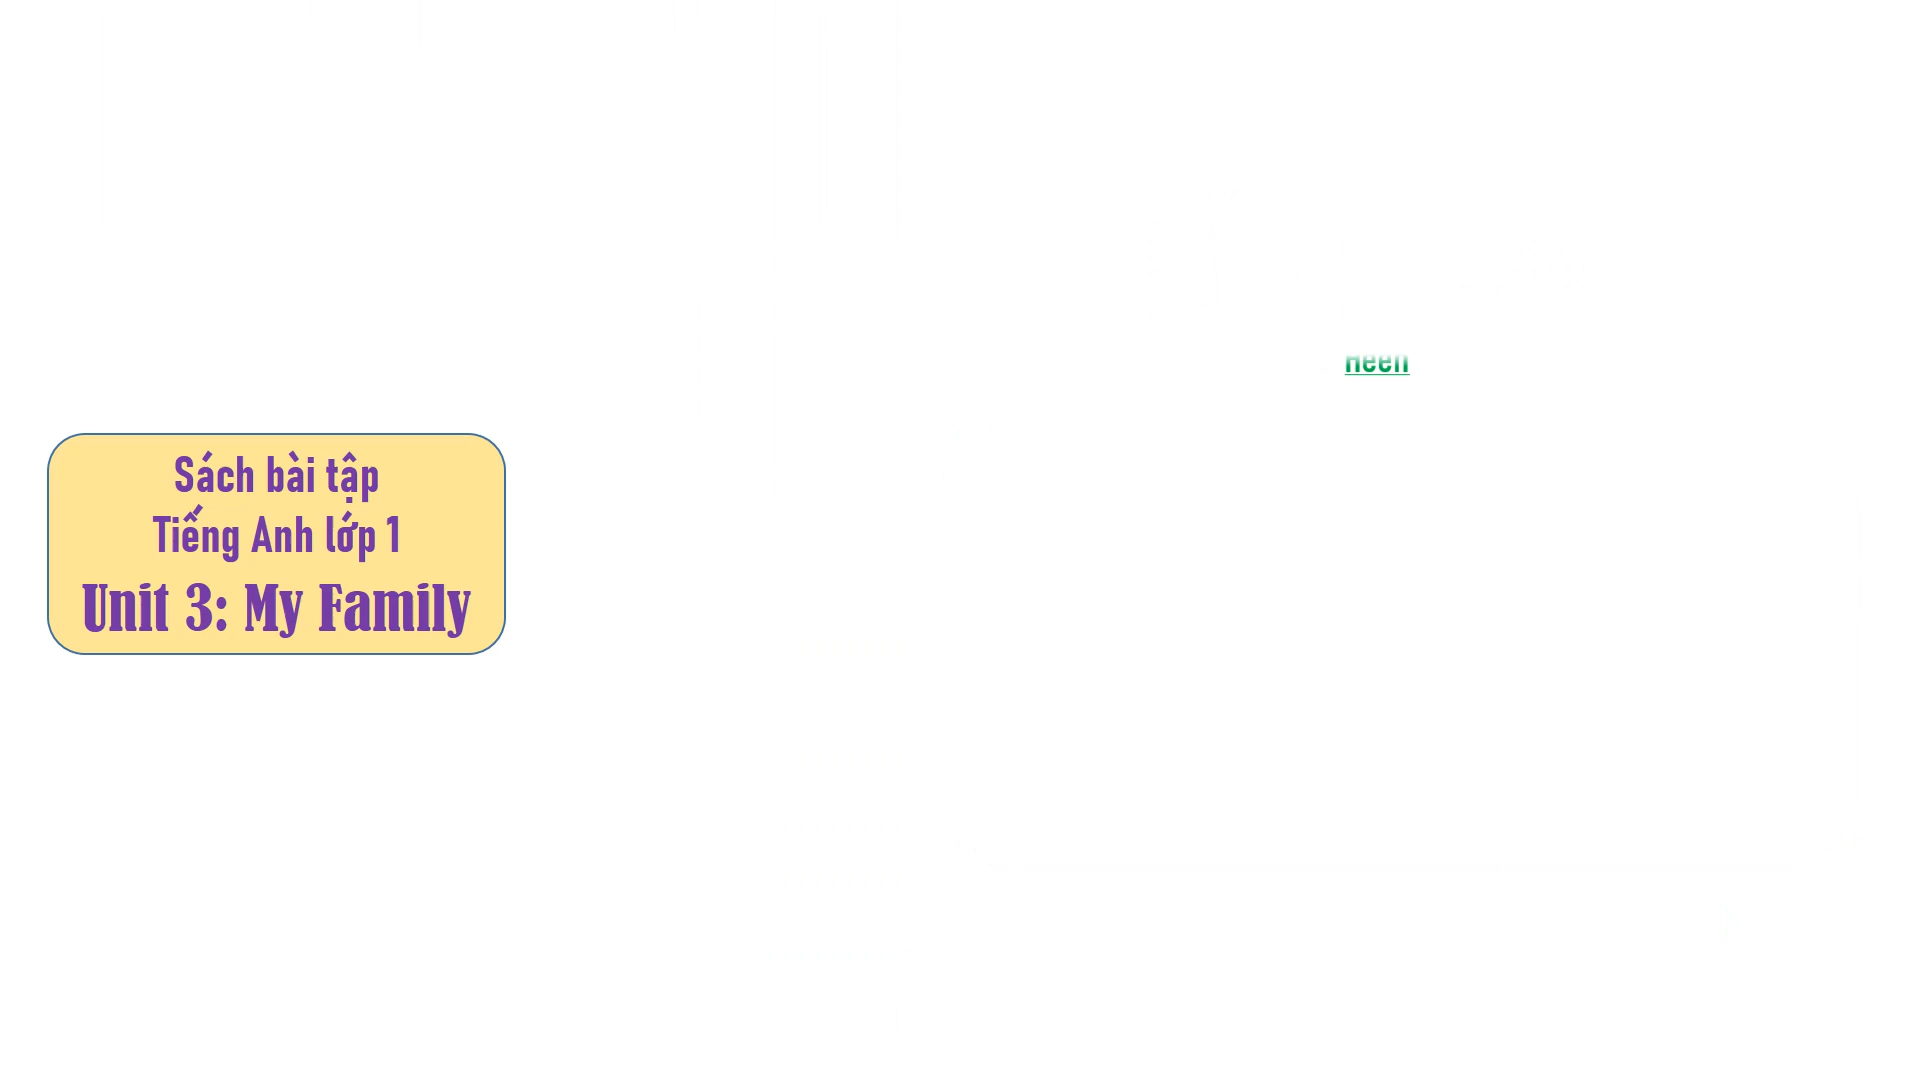 Sách bài tập
Tiếng Anh lớp 1
Unit 3: My Family